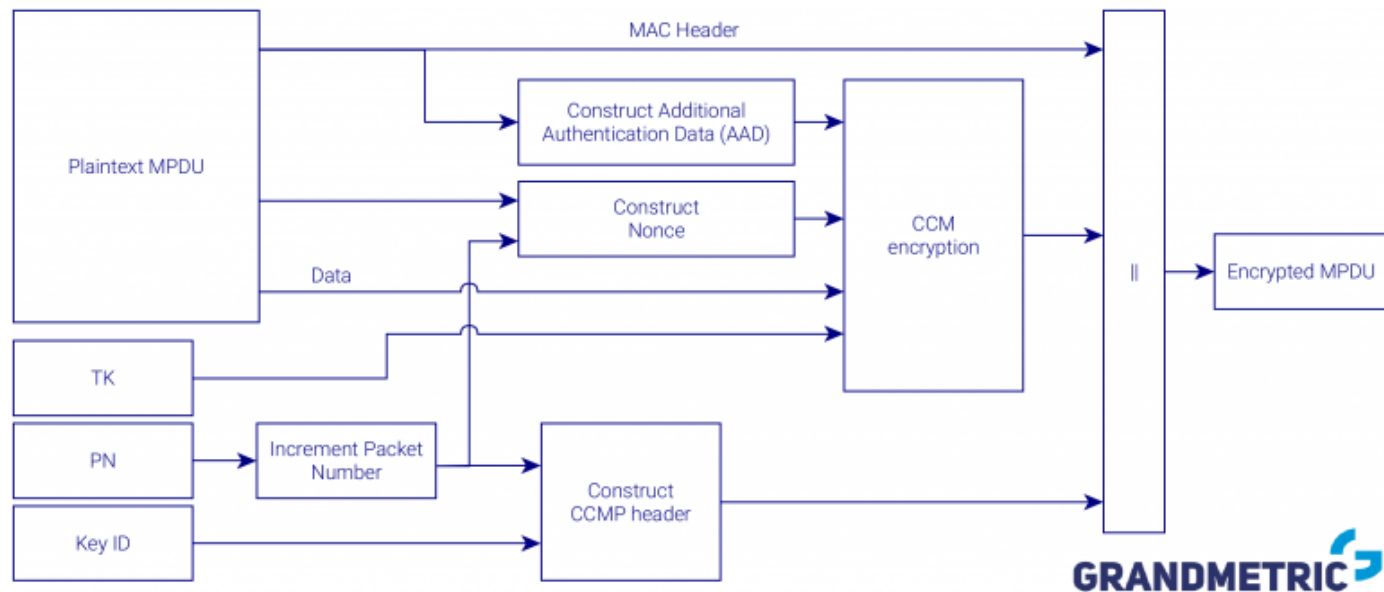 MAC Header
Plaintext MPDU
Construct Additional
Authentication Data (AAD)
Construct
Nonce
CCM
encryption
||
Encrypted MPDU
Data
TK
PN
Increment Packet
Number
Construct
CCMP header
Key ID
GRANDMETRIC